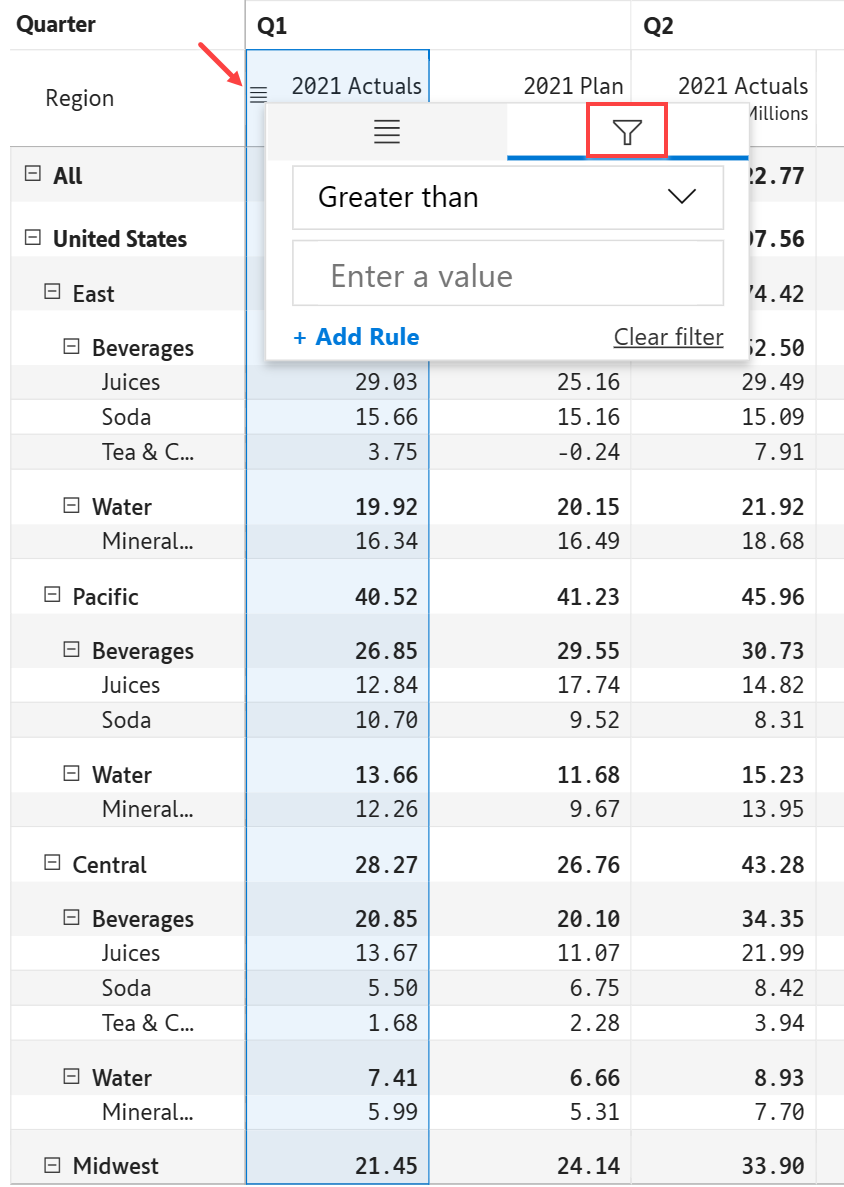 Quarter Q1 Q2
Region 2021 Actuals 2021 Plan 2021 Actuals
Millions
All 22.77
Greater than
United States 97.56
Enter a value
East 74.42
+ Add Rule Clear filter
Beverages 52.50
Juices 29.03 25.16 29.49
Soda 15.66 15.16 15.09
Tea & C... 3.75 -0.24 7.91
Water 19.92 20.15 21.92
Mineral... 16.34 16.49 18.68
Pacific 40.52 41.23 45.96
Beverages 26.85 29.55 30.73
Juices 12.84 17.74 14.82
Soda 10.70 9.52 8.31
Water 13.66 11.68 15.23
Mineral... 12.26 9.67 13.95
Central 28.27 26.76 43.28
Beverages 20.85 20.10 34.35
Juices 13.67 11.07 21.99
Soda 5.50 6.75 8.42
Tea & C... 1.68 2.28 3.94
Water 7.41 6.66 8.93
Mineral... 5.99 5.31 7.70
Midwest 21.45 24.14 33.90